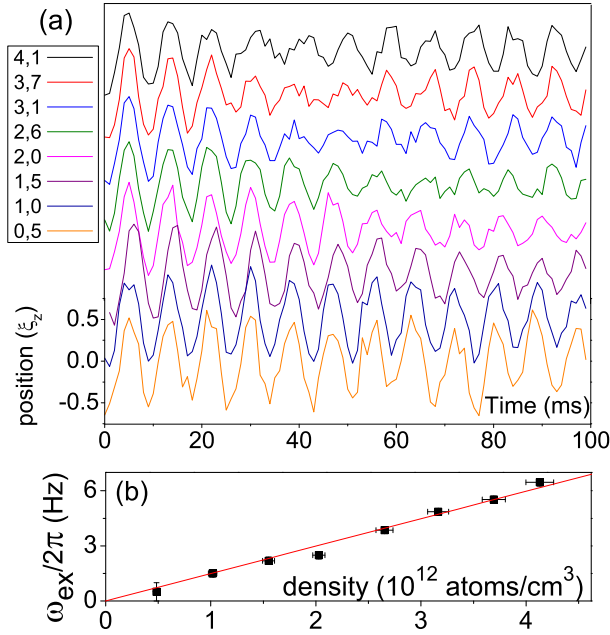 (a)
4,1
3,7
3,1
2,6
2,0
1,5
1,0
0,5
position (ξz)
0.5
0.0
-0.5
Time (ms)
0 20 40 60 80 100
(b)
ωex/2π (Hz)
6
3
0
density (10¹² atoms/cm³)
0 1 2 3 4